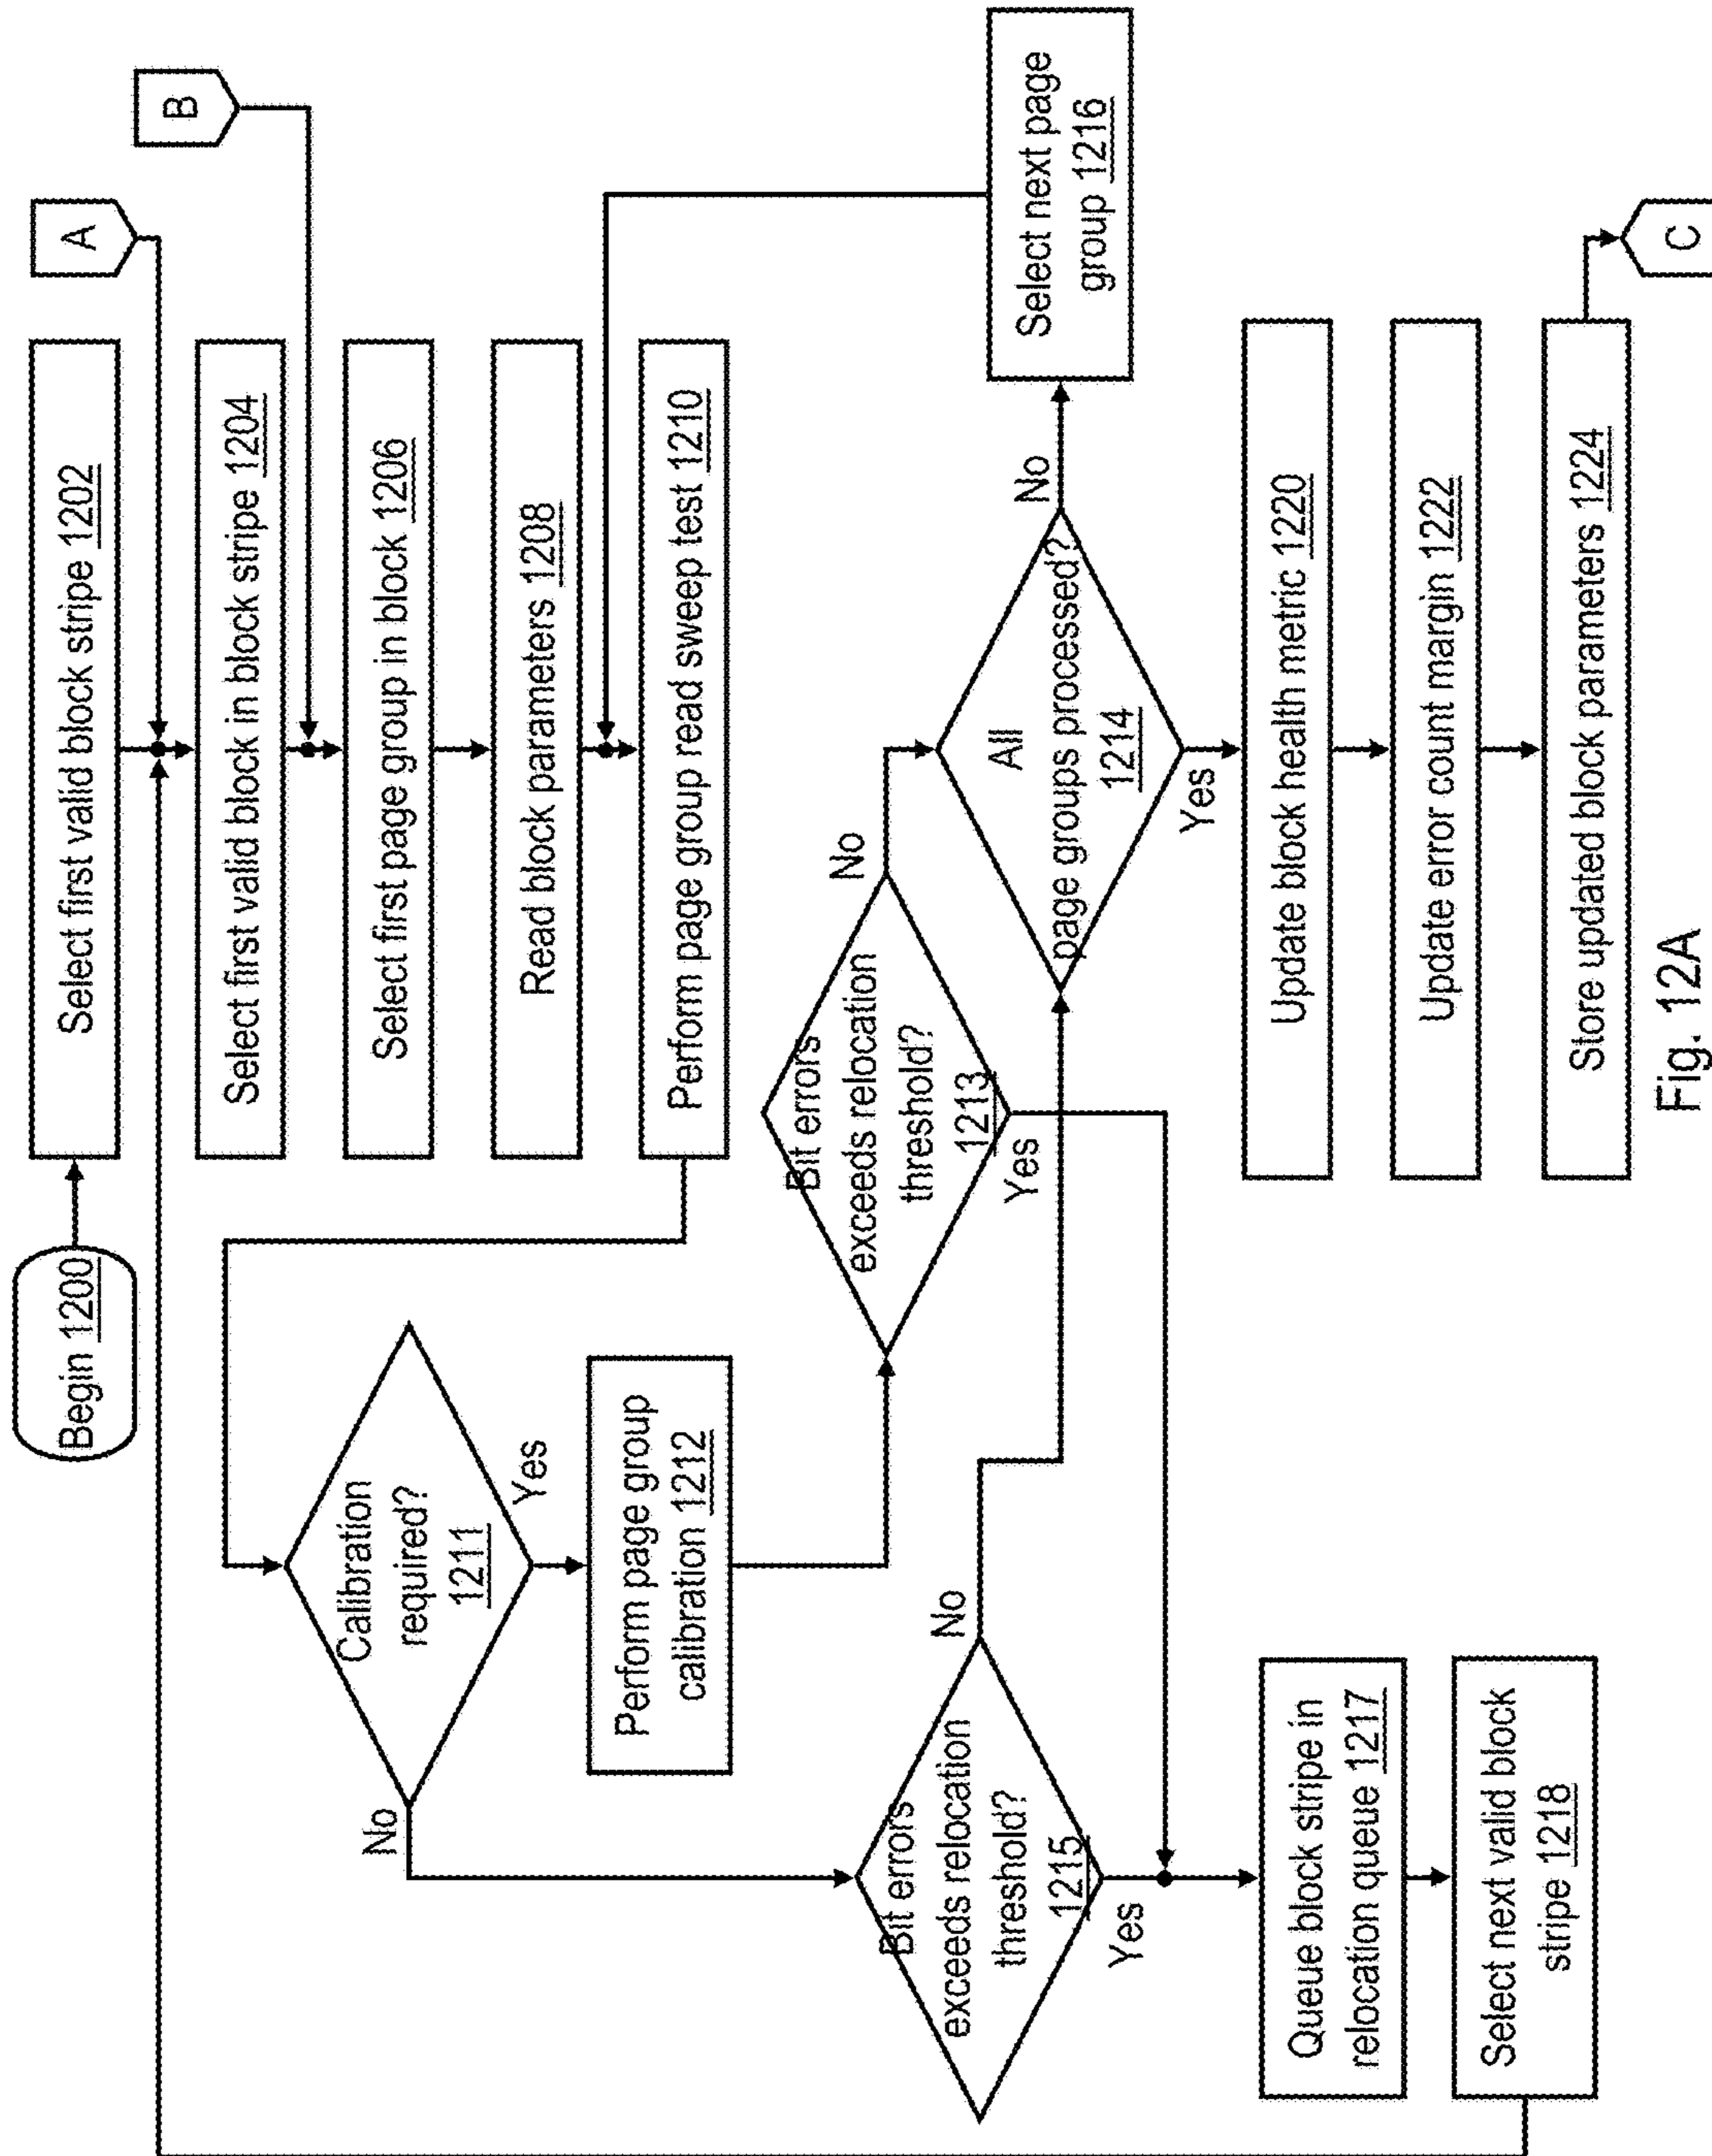 Begin 1200
Select first valid block stripe 1202
A
Select first valid block in block stripe 1204
B
Select first page group in block 1206
Read block parameters 1208
Perform page group read sweep test 1210
Calibration
required?
1211
Yes
No
Perform page group
calibration 1212
Bit errors
exceeds relocation
threshold?
1213
No
Yes
Bit errors
exceeds relocation
threshold?
1215
No
Yes
All
page groups processed?
1214
No
Yes
Select next page
group 1216
Queue block stripe in
relocation queue 1217
Select next valid block
stripe 1218
Update block health metric 1220
Update error count margin 1222
Store updated block parameters 1224
C
Fig. 12A